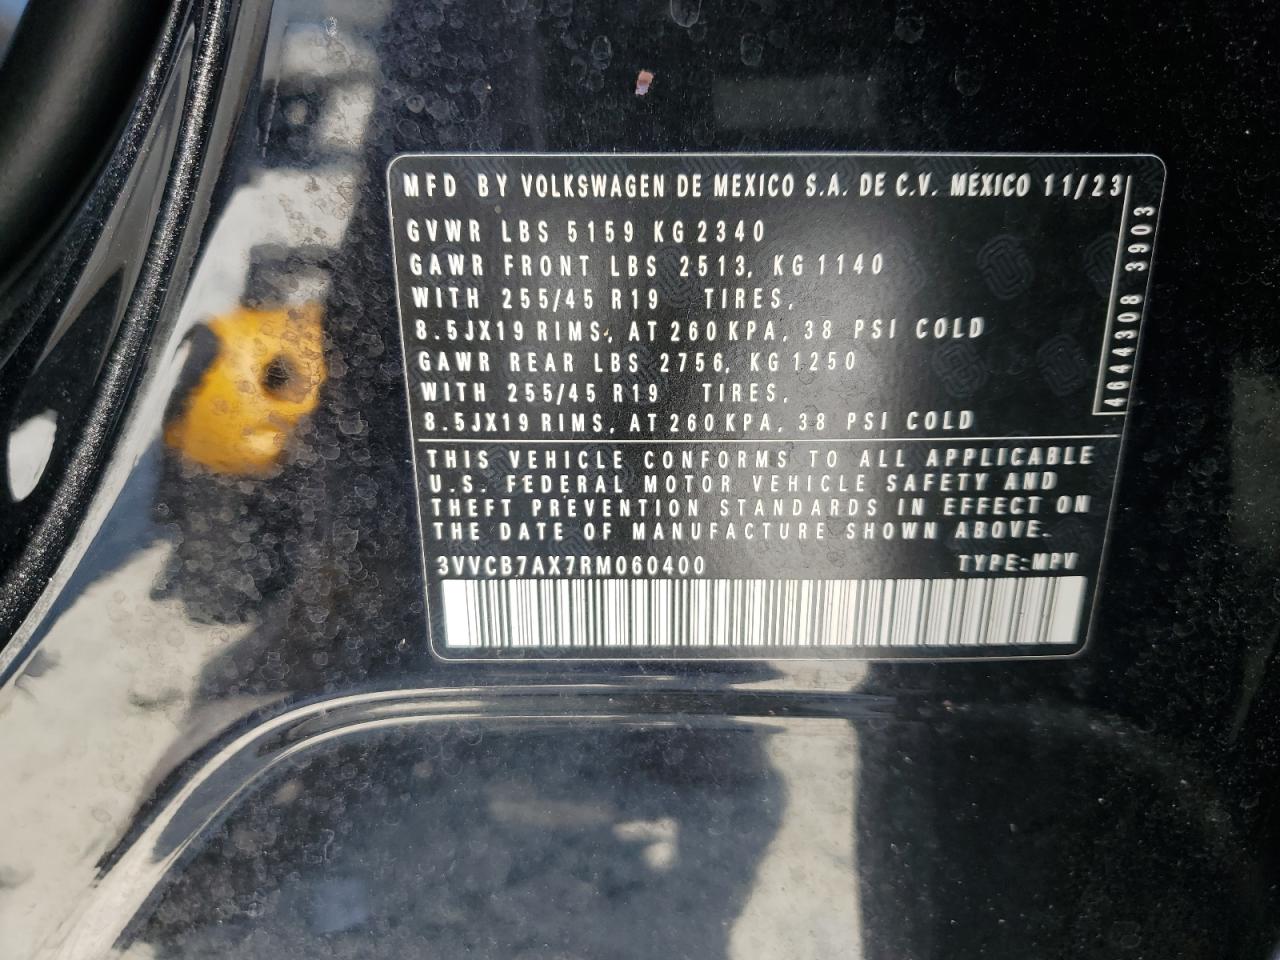 MFD BY VOLKSWAGEN DE MEXICO S.A. DE C.V. MEXICO 11/23
GVWR LBS 5159 KG 2340
GAWR FRONT LBS 2513, KG 1140
WITH 255/45 R19 TIRES,
8.5JX19 RIMS, AT 260 KPA, 38 PSI COLD
GAWR REAR LBS 2756, KG 1250
WITH 255/45 R19 TIRES,
8.5JX19 RIMS, AT 260 KPA, 38 PSI COLD
4644308 3903
THIS VEHICLE CONFORMS TO ALL APPLICABLE
U.S. FEDERAL MOTOR VEHICLE SAFETY AND
THEFT PREVENTION STANDARDS IN EFFECT ON
THE DATE OF MANUFACTURE SHOWN ABOVE.
3VVCB7AX7RM060400 TYPE:MPV